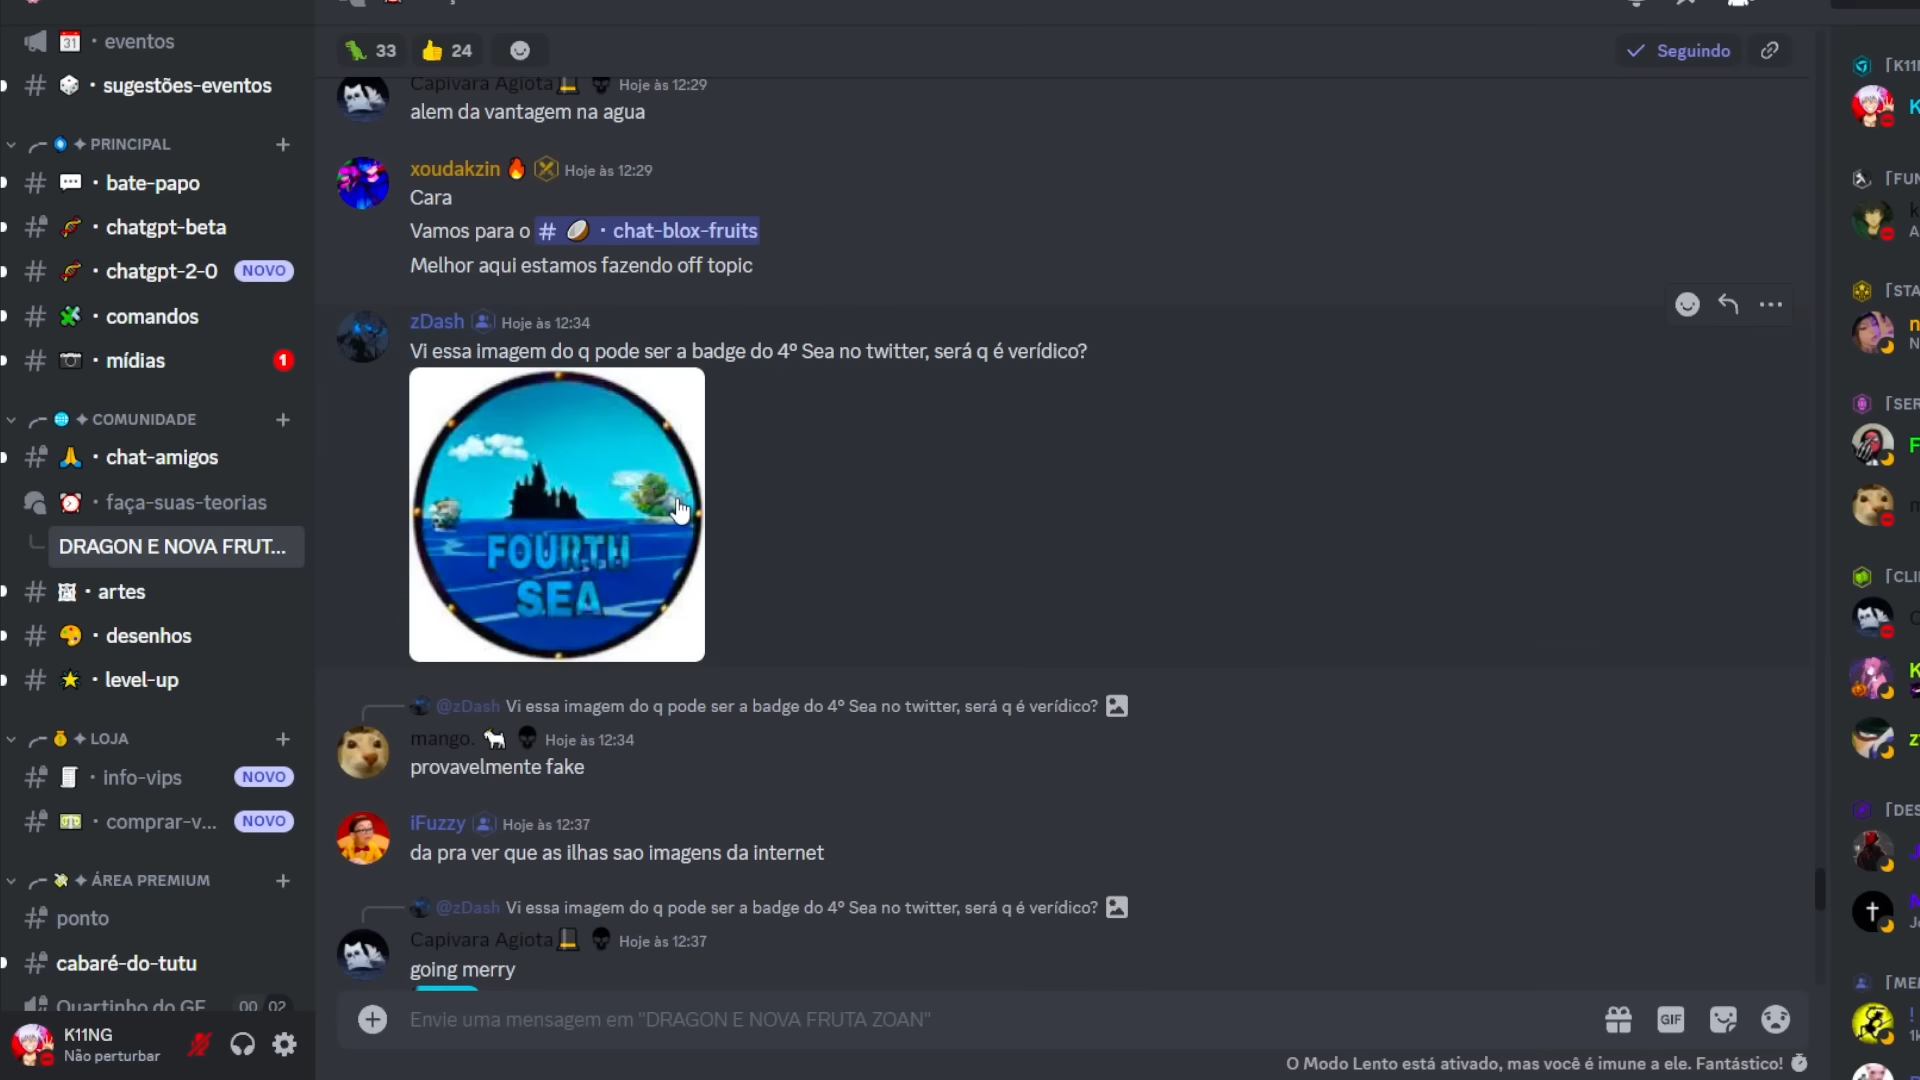 eventos
sugestões-eventos
PRINCIPAL
bate-papo
chatgpt-beta
chatgpt-2-0 NOVO
comandos
mídias 1
COMUNIDADE
chat-amigos
faça-suas-teorias
DRAGON E NOVA FRUT...
artes
desenhos
level-up
LOJA
info-vips NOVO
comprar-v... NOVO
ÁREA PREMIUM
ponto
cabaré-do-tutu
Quartinho do GF 00 02
K11NG
Não perturbar
33 24
Seguindo
Capivara Agiota Hoje às 12:29
alem da vantagem na agua
xoudakzin Hoje às 12:29
Cara
Vamos para o # · chat-blox-fruits
Melhor aqui estamos fazendo off topic
zDash Hoje às 12:34
Vi essa imagem do q pode ser a badge do 4º Sea no twitter, será q é verídico?
FOURTH
SEA
@zDash Vi essa imagem do q pode ser a badge do 4º Sea no twitter, será q é verídico?
mango. Hoje às 12:34
provavelmente fake
iFuzzy Hoje às 12:37
da pra ver que as ilhas sao imagens da internet
@zDash Vi essa imagem do q pode ser a badge do 4º Sea no twitter, será q é verídico?
Capivara Agiota Hoje às 12:37
going merry
Envie uma mensagem em "DRAGON E NOVA FRUTA ZOAN"
GIF
O Modo Lento está ativado, mas você é imune a ele. Fantástico!